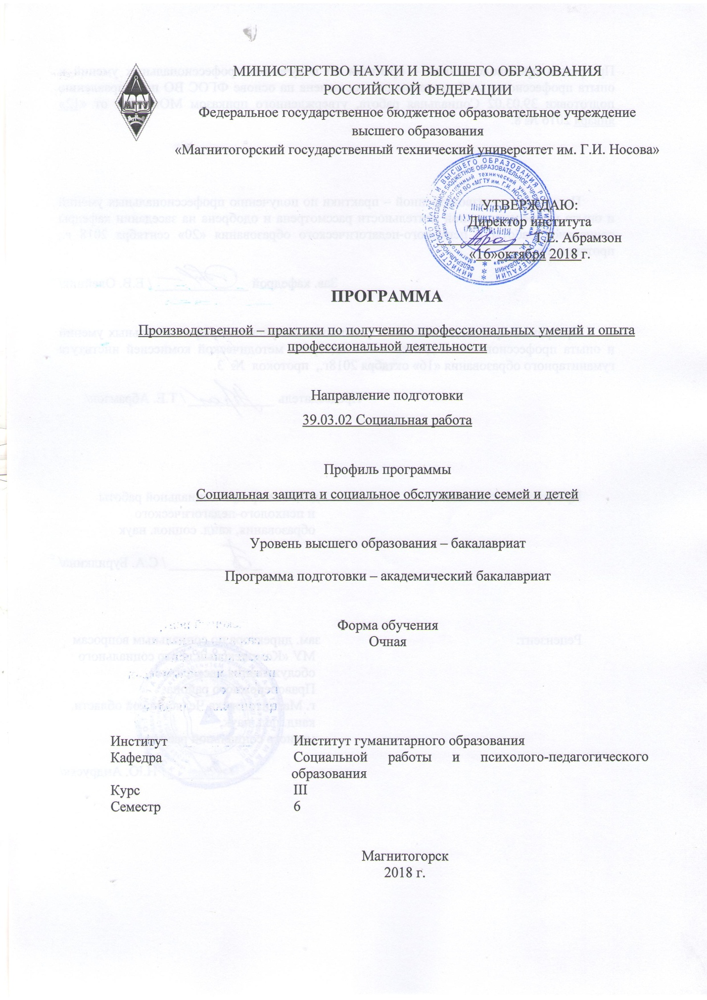 МИНИСТЕРСТВО НАУКИ И ВЫСШЕГО ОБРАЗОВАНИЯ
РОССИЙСКОЙ ФЕДЕРАЦИИ
МГТУ
Федеральное государственное бюджетное образовательное учреждение
высшего образования
«Магнитогорский государственный технический университет им. Г.И. Носова»
УТВЕРЖДАЮ:
Директор института
Т.Е. Абрамзон
«16»октября 2018 г.
ПРОГРАММА
Производственной – практики по получению профессиональных умений и опыта
профессиональной деятельности
Направление подготовки
39.03.02 Социальная работа
Профиль программы
Социальная защита и социальное обслуживание семей и детей
Уровень высшего образования – бакалавриат
Программа подготовки – академический бакалавриат
Форма обучения
Очная
Институт Институт гуманитарного образования
Кафедра Социальной работы и психолого-педагогического
образования
Курс III
Семестр 6
Магнитогорск
2018 г.